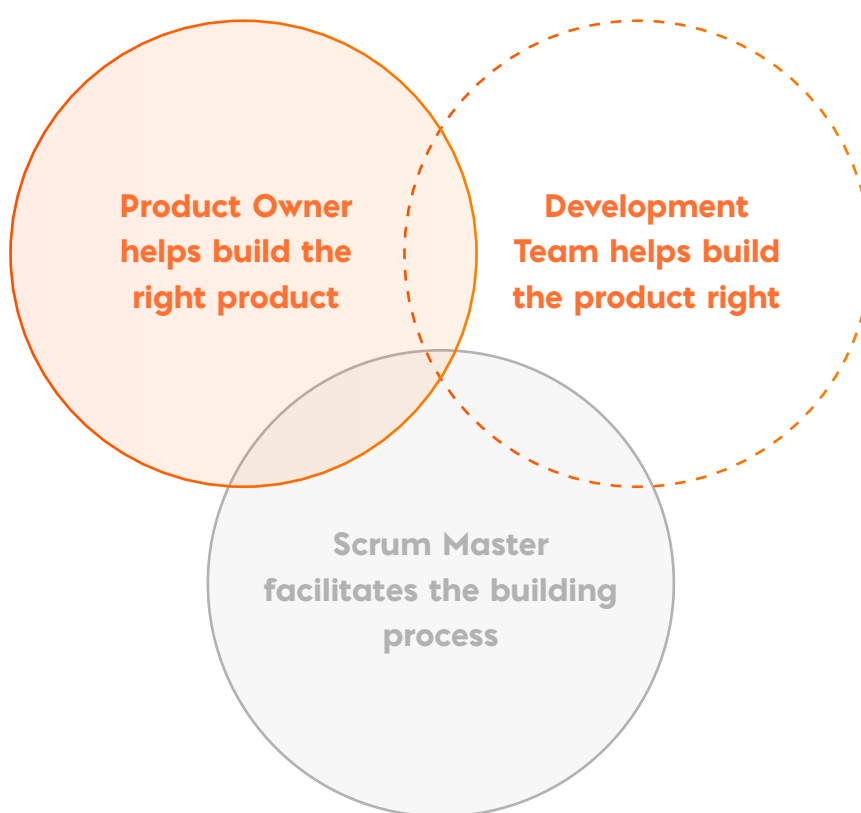 Product Owner
helps build the
right product
Development
Team helps build
the product right
Scrum Master
facilitates the building
process